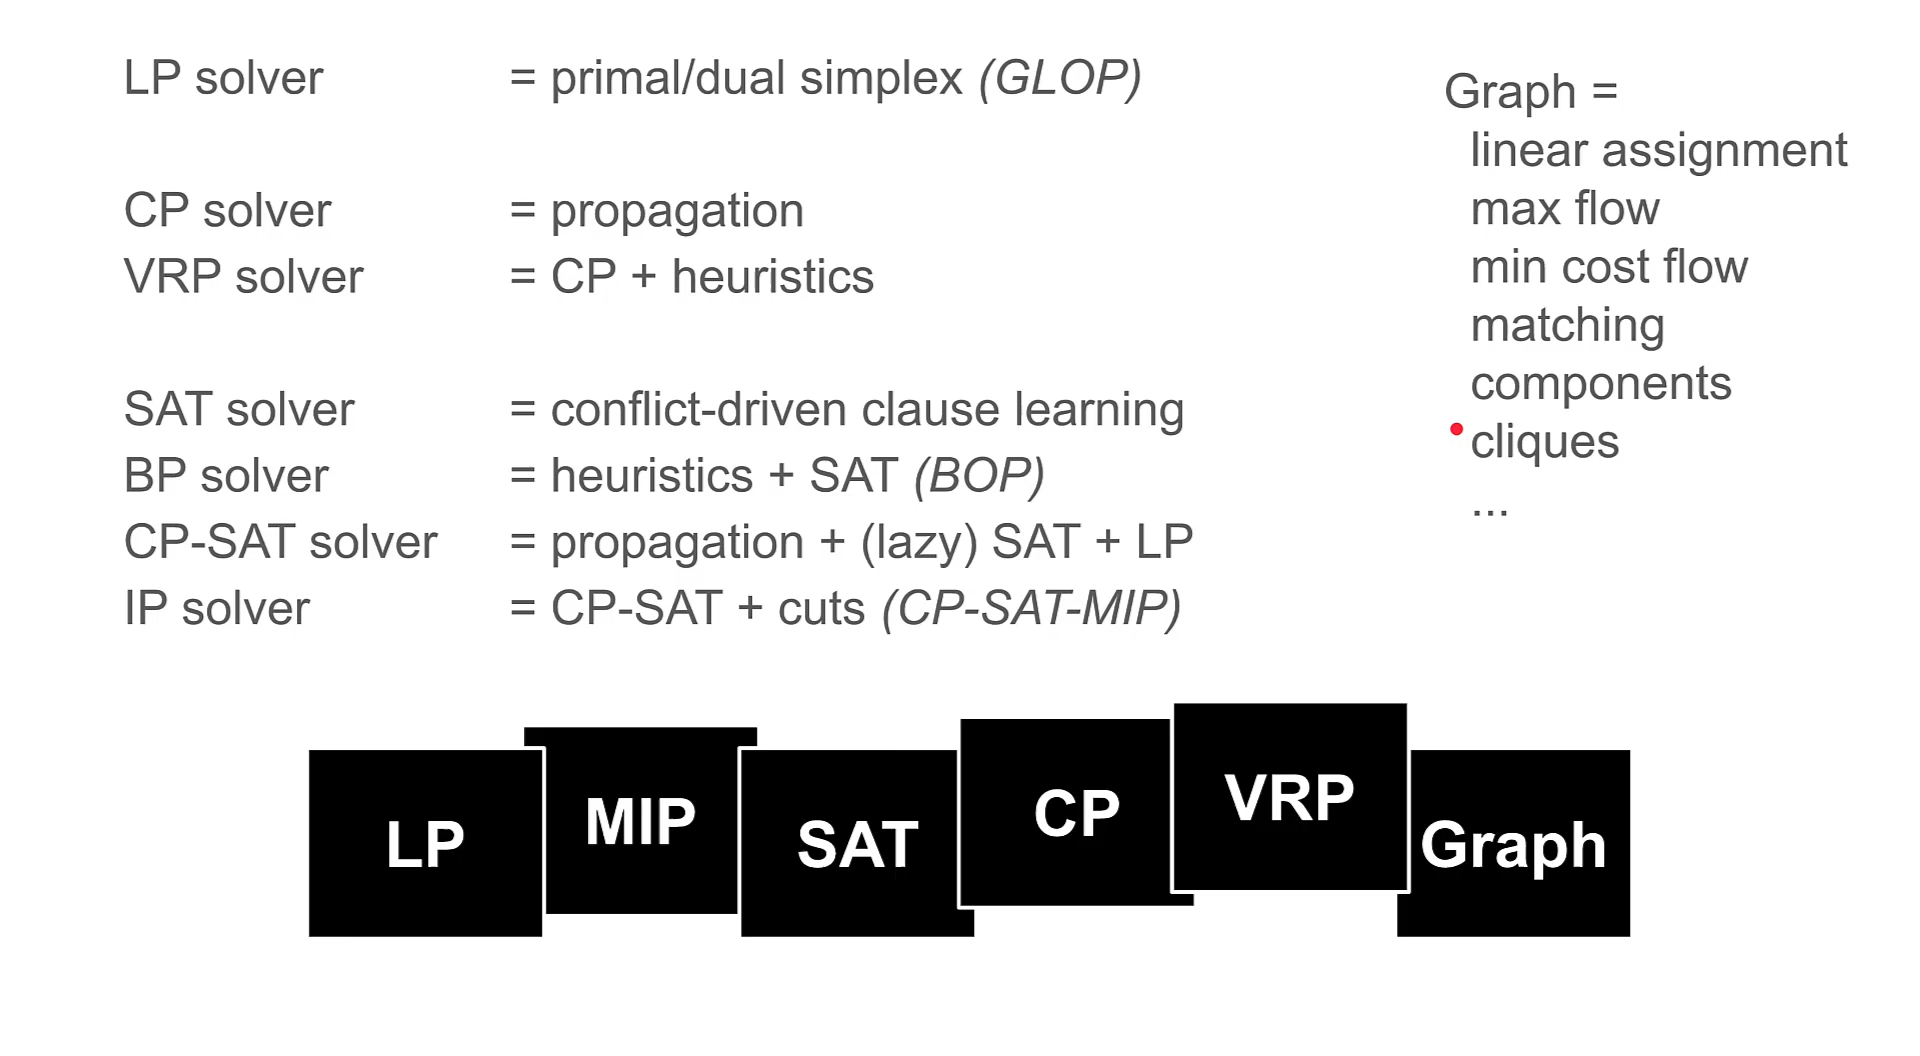 LP solver = primal/dual simplex (GLOP)
CP solver = propagation
VRP solver = CP + heuristics
SAT solver = conflict-driven clause learning
BP solver = heuristics + SAT (BOP)
CP-SAT solver = propagation + (lazy) SAT + LP
IP solver = CP-SAT + cuts (CP-SAT-MIP)
Graph =
linear assignment
max flow
min cost flow
matching
components
cliques
...
LP
MIP
SAT
CP
VRP
Graph